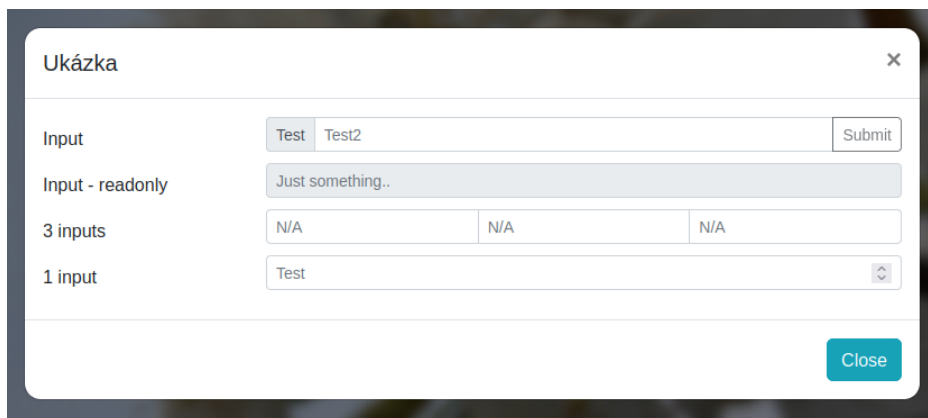 Ukázka ×
Input Test Test2 Submit
Input - readonly Just something..
3 inputs N/A N/A N/A
1 input Test
Close